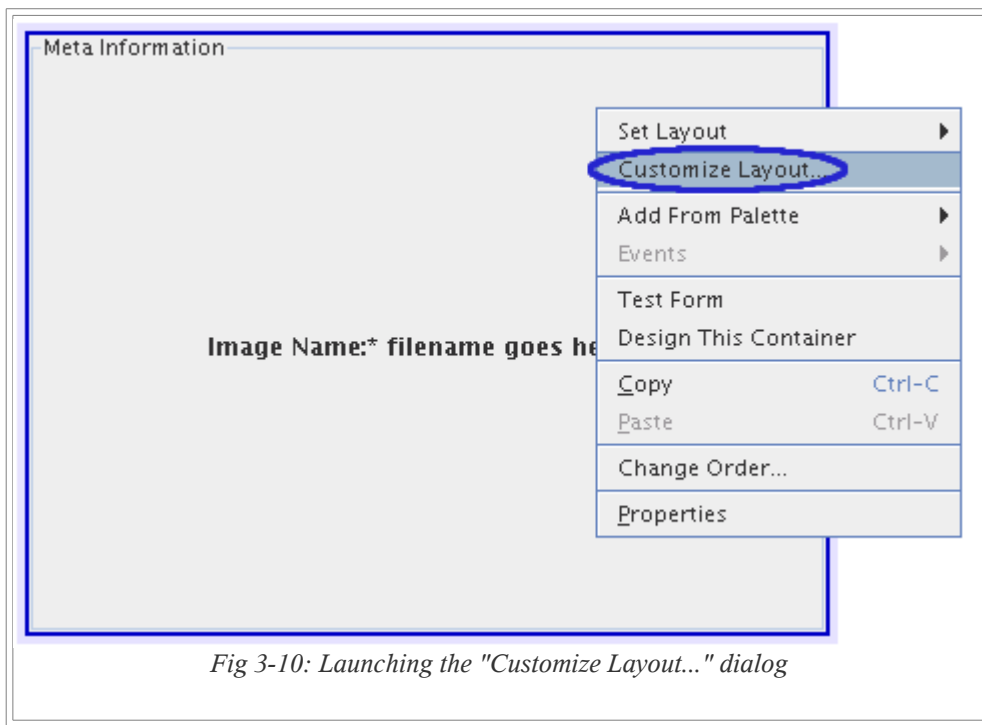 Meta Information
Set Layout
Customize Layout...
Add From Palette
Events
Test Form
Design This Container
Image Name:* filename goes he
Copy Ctrl-C
Paste Ctrl-V
Change Order...
Properties
Fig 3-10: Launching the "Customize Layout..." dialog